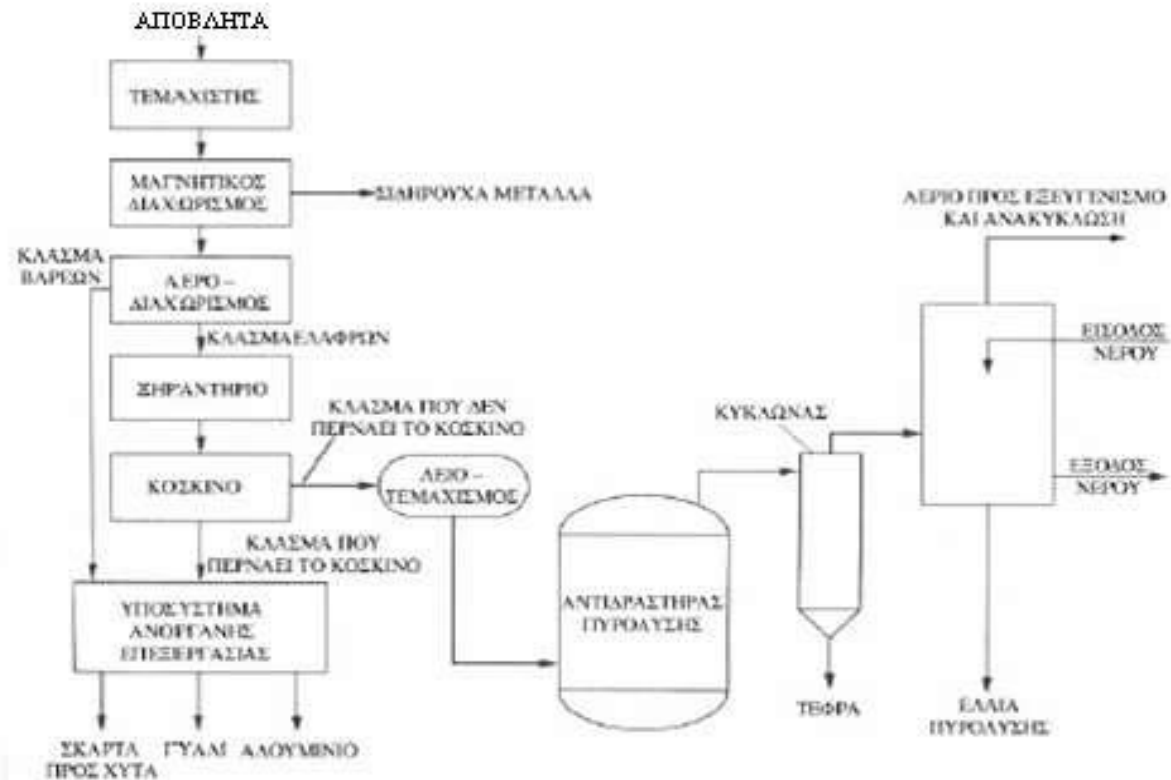 ΑΠΟΒΛΗΤΑ
ΤΕΜΑΧΙΣΤΗΣ
ΜΑΓΝΗΤΙΚΟΣ
ΔΙΑΧΩΡΙΣΜΟΣ
ΣΙΔΗΡΟΥΧΑ ΜΕΤΑΛΛΑ
ΑΕΡΙΟ ΠΡΟΣ ΕΞΕΥΓΕΝΙΣΜΟ
ΚΑΙ ΑΝΑΚΥΚΛΩΣΗ
ΚΛΑΣΜΑ
ΒΑΡΕΩΝ
ΑΕΡΟ –
ΔΙΑΧΩΡΙΣΜΟΣ
ΚΛΑΣΜΑ ΕΛΑΦΡΩΝ
ΕΙΣΟΔΟΣ
ΝΕΡΟΥ
ΞΗΡΑΝΤΗΡΙΟ
ΚΛΑΣΜΑ ΠΟΥ ΔΕΝ
ΠΕΡΝΑΕΙ ΤΟ ΚΟΣΚΙΝΟ
ΚΥΚΛΩΝΑΣ
ΚΟΣΚΙΝΟ
ΛΕΙΟ –
ΤΕΜΑΧΙΣΜΟΣ
ΕΞΟΔΟΣ
ΝΕΡΟΥ
ΚΛΑΣΜΑ ΠΟΥ
ΠΕΡΝΑΕΙ ΤΟ ΚΟΣΚΙΝΟ
ΥΠΟΣΥΣΤΗΜΑ
ΑΝΟΡΓΑΝΗΣ
ΕΠΕΞΕΡΓΑΣΙΑΣ
ΑΝΤΙΔΡΑΣΤΗΡΑΣ
ΠΥΡΟΛΥΣΗΣ
ΤΕΦΡΑ
ΕΛΑΙΑ
ΠΥΡΟΛΥΣΗΣ
ΣΚΑΡΤΑ
ΠΡΟΣ ΧΥΤΑ
ΓΥΑΛΙ
ΑΛΟΥΜΙΝΙΟ